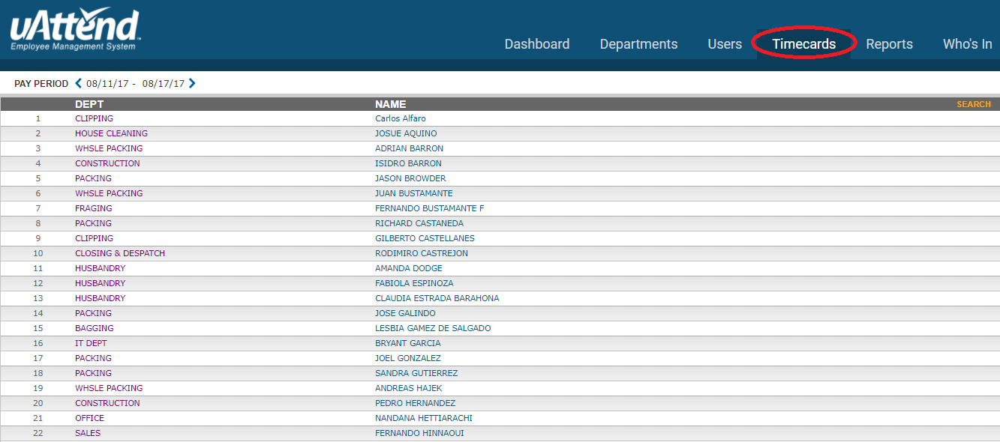 uAttend™
Employee Management System
Dashboard Departments Users Timecards Reports Who's In
PAY PERIOD 08/11/17 - 08/17/17
DEPT NAME SEARCH
1 CLIPPING Carlos Alfaro
2 HOUSE CLEANING JOSUE AQUINO
3 WHSLE PACKING ADRIAN BARRON
4 CONSTRUCTION ISIDRO BARRON
5 PACKING JASON BROWDER
6 WHSLE PACKING JUAN BUSTAMANTE
7 FRAGING FERNANDO BUSTAMANTE F
8 PACKING RICHARD CASTANEDA
9 CLIPPING GILBERTO CASTELLANES
10 CLOSING & DESPATCH RODIMIRO CASTREJON
11 HUSBANDRY AMANDA DODGE
12 HUSBANDRY FABIOLA ESPINOZA
13 HUSBANDRY CLAUDIA ESTRADA BARAHONA
14 PACKING JOSE GALINDO
15 BAGGING LESBIA GAMEZ DE SALGADO
16 IT DEPT BRYANT GARCIA
17 PACKING JOEL GONZALEZ
18 PACKING SANDRA GUTIERREZ
19 WHSLE PACKING ANDREAS HAJEK
20 CONSTRUCTION PEDRO HERNANDEZ
21 OFFICE NANDANA HETTIARACHI
22 SALES FERNANDO HINNAOUI